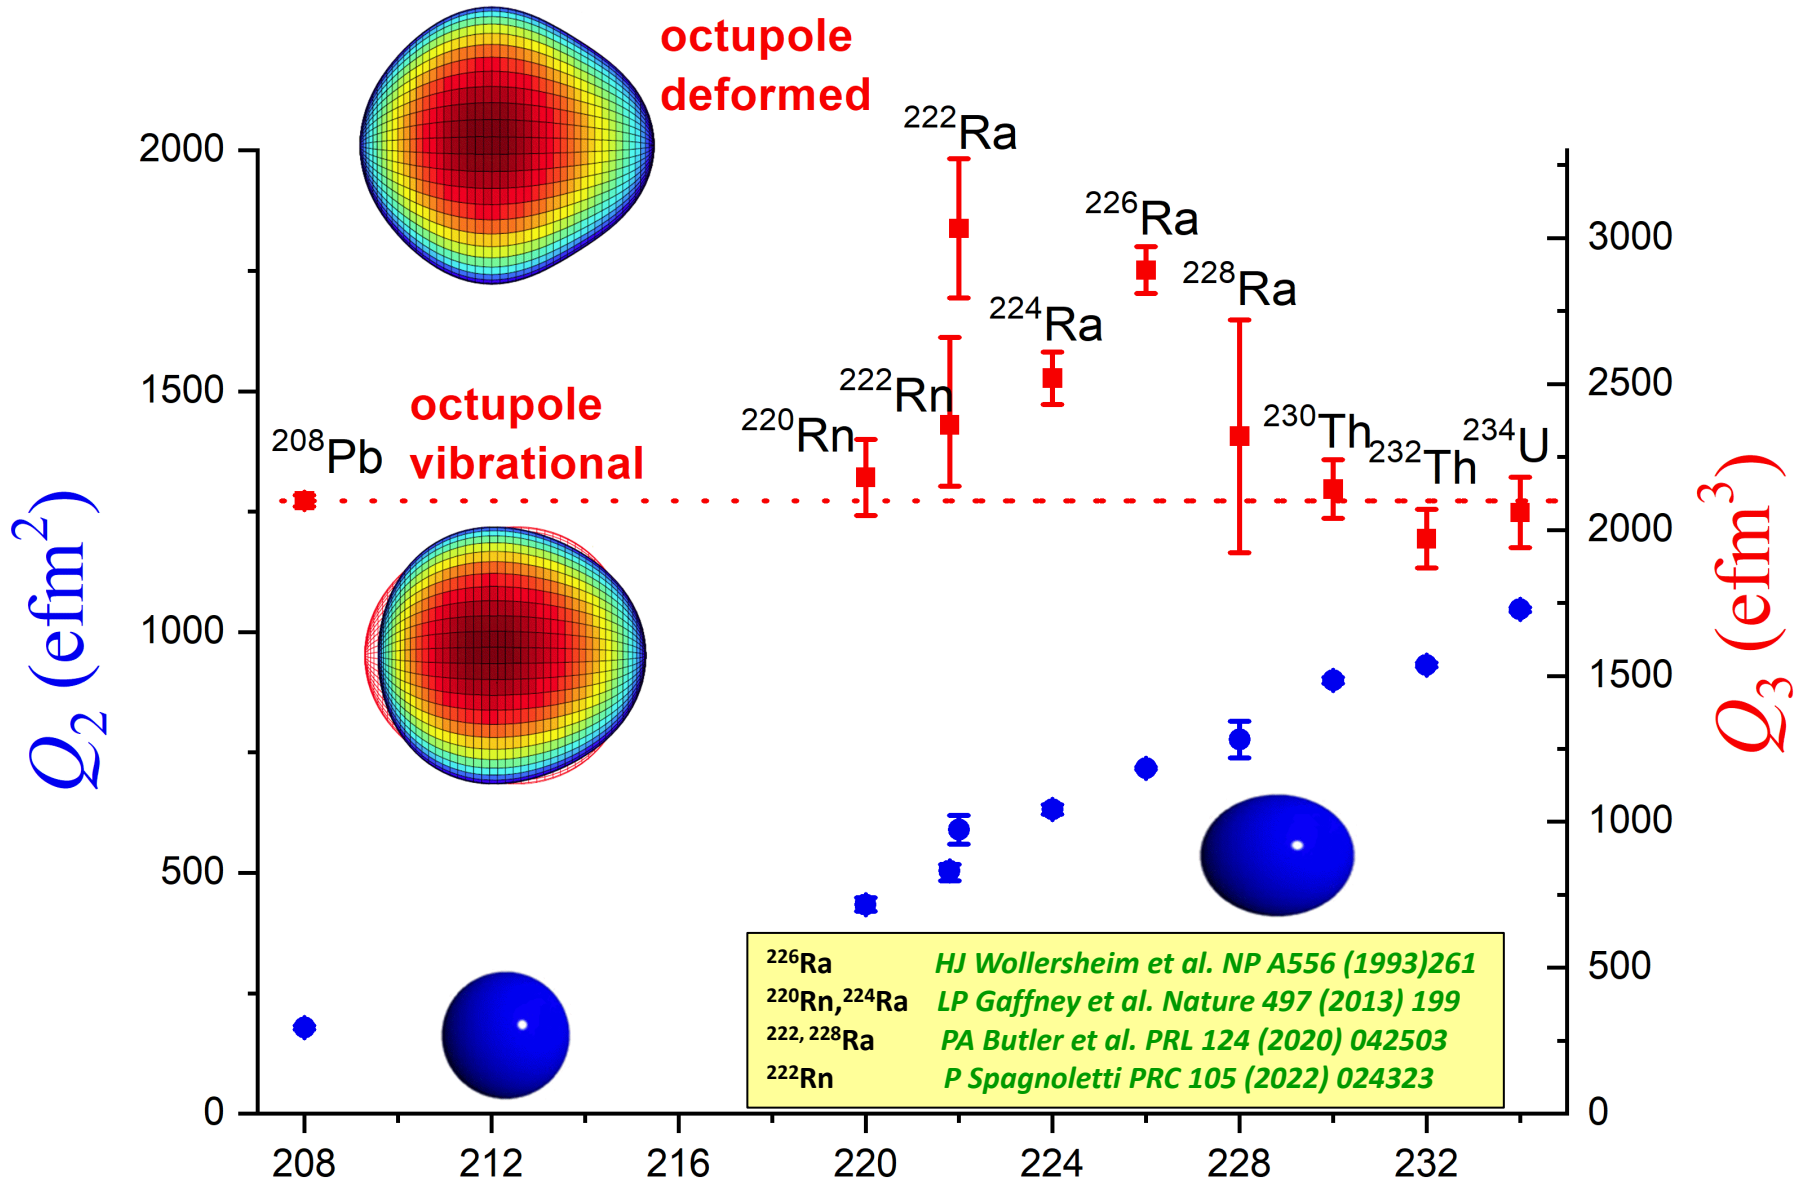 octupole
deformed
octupole
vibrational
²⁰⁸Pb
²²⁰Rn
²²²Rn
²²²Ra
²²⁴Ra
²²⁶Ra
²²⁸Ra
²³⁰Th
²³²Th
²³⁴U
Q₂ (efm²)
2000
1500
1000
500
0
Q₃ (efm³)
3000
2500
2000
1500
1000
500
0
²²⁶Ra HJ Wollersheim et al. NP A556 (1993)261
²²⁰Rn,²²⁴Ra LP Gaffney et al. Nature 497 (2013) 199
²²²,²²⁸Ra PA Butler et al. PRL 124 (2020) 042503
²²²Rn P Spagnoletti PRC 105 (2022) 024323
208 212 216 220 224 228 232